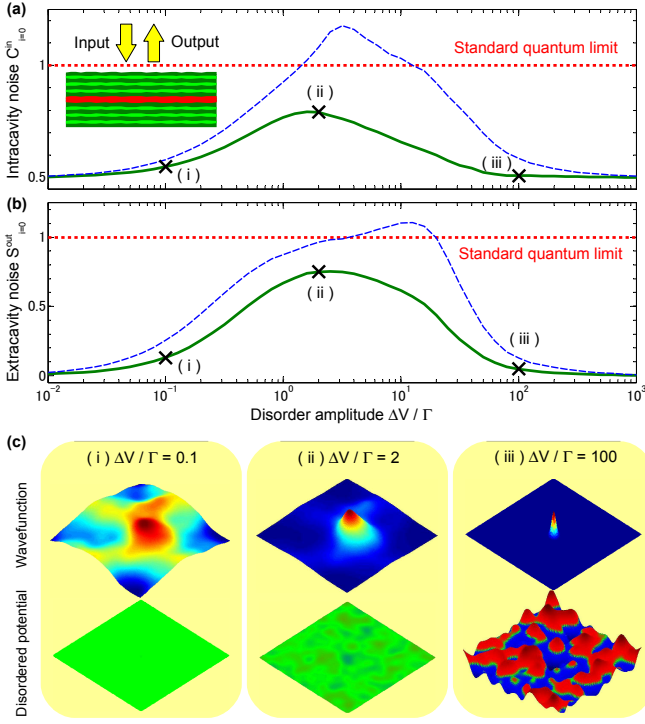 (a)
Input Output
Standard quantum limit
Intracavity noise C^in_i=0
1
0.5
( i )
( ii )
( iii )
(b)
Standard quantum limit
Extracavity noise S^out_i=0
1
0.5
0
( i )
( ii )
( iii )
10^-2 10^-1 10^0 10^1 10^2 10^3
Disorder amplitude ΔV / Γ
(c)
( i ) ΔV / Γ = 0.1
( ii ) ΔV / Γ = 2
( iii ) ΔV / Γ = 100
Wavefunction
Disordered potential